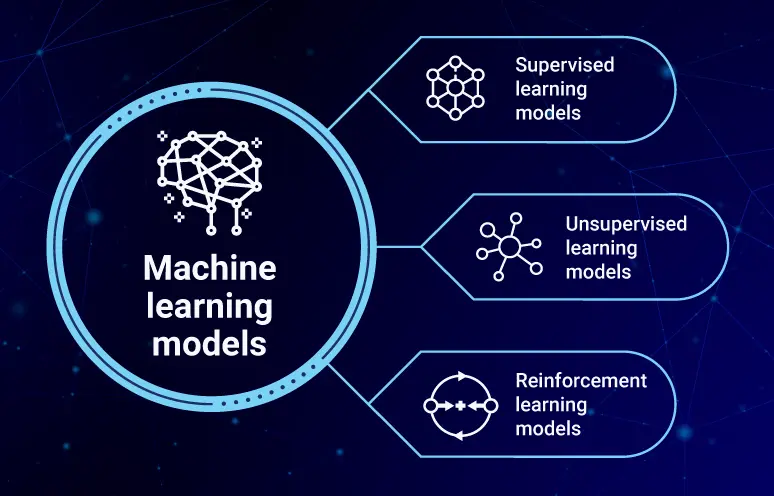 Machine
learning
models
Supervised
learning
models
Unsupervised
learning
models
Reinforcement
learning
models